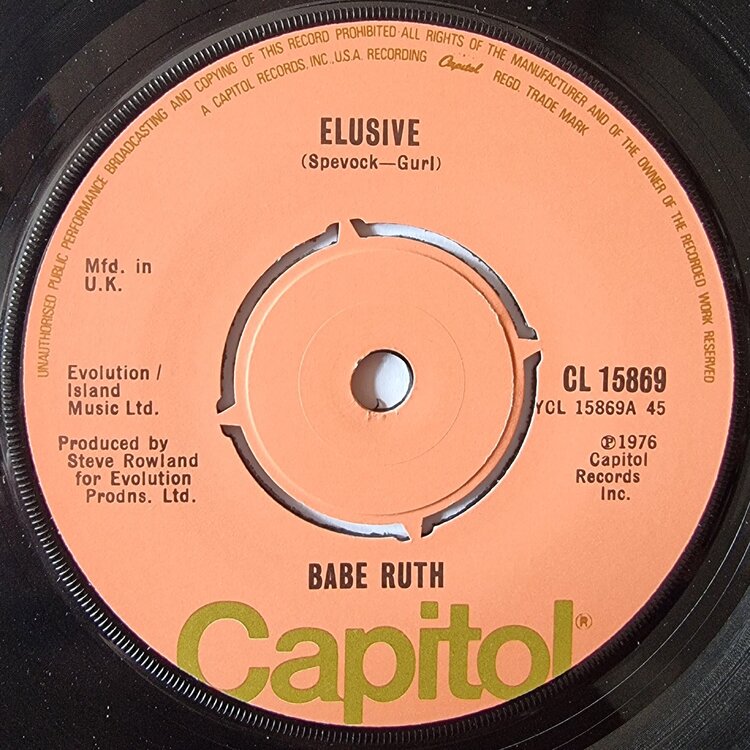 UNAUTHORISED PUBLIC PERFORMANCE BROADCASTING AND COPYING OF THIS RECORD PROHIBITED·ALL RIGHTS OF THE MANUFACTURER AND OF THE OWNER OF THE RECORDED WORK RESERVED
A CAPITOL RECORDS, INC., U.S.A. RECORDING Capitol REGD. TRADE MARK
ELUSIVE
(Spevock—Gurl)
Mfd. in
U.K.
Evolution /
Island
Music Ltd.
Produced by
Steve Rowland
for Evolution
Prodns. Ltd.
CL 15869
YCL 15869A 45
℗1976
Capitol
Records
Inc.
BABE RUTH
Capitol®